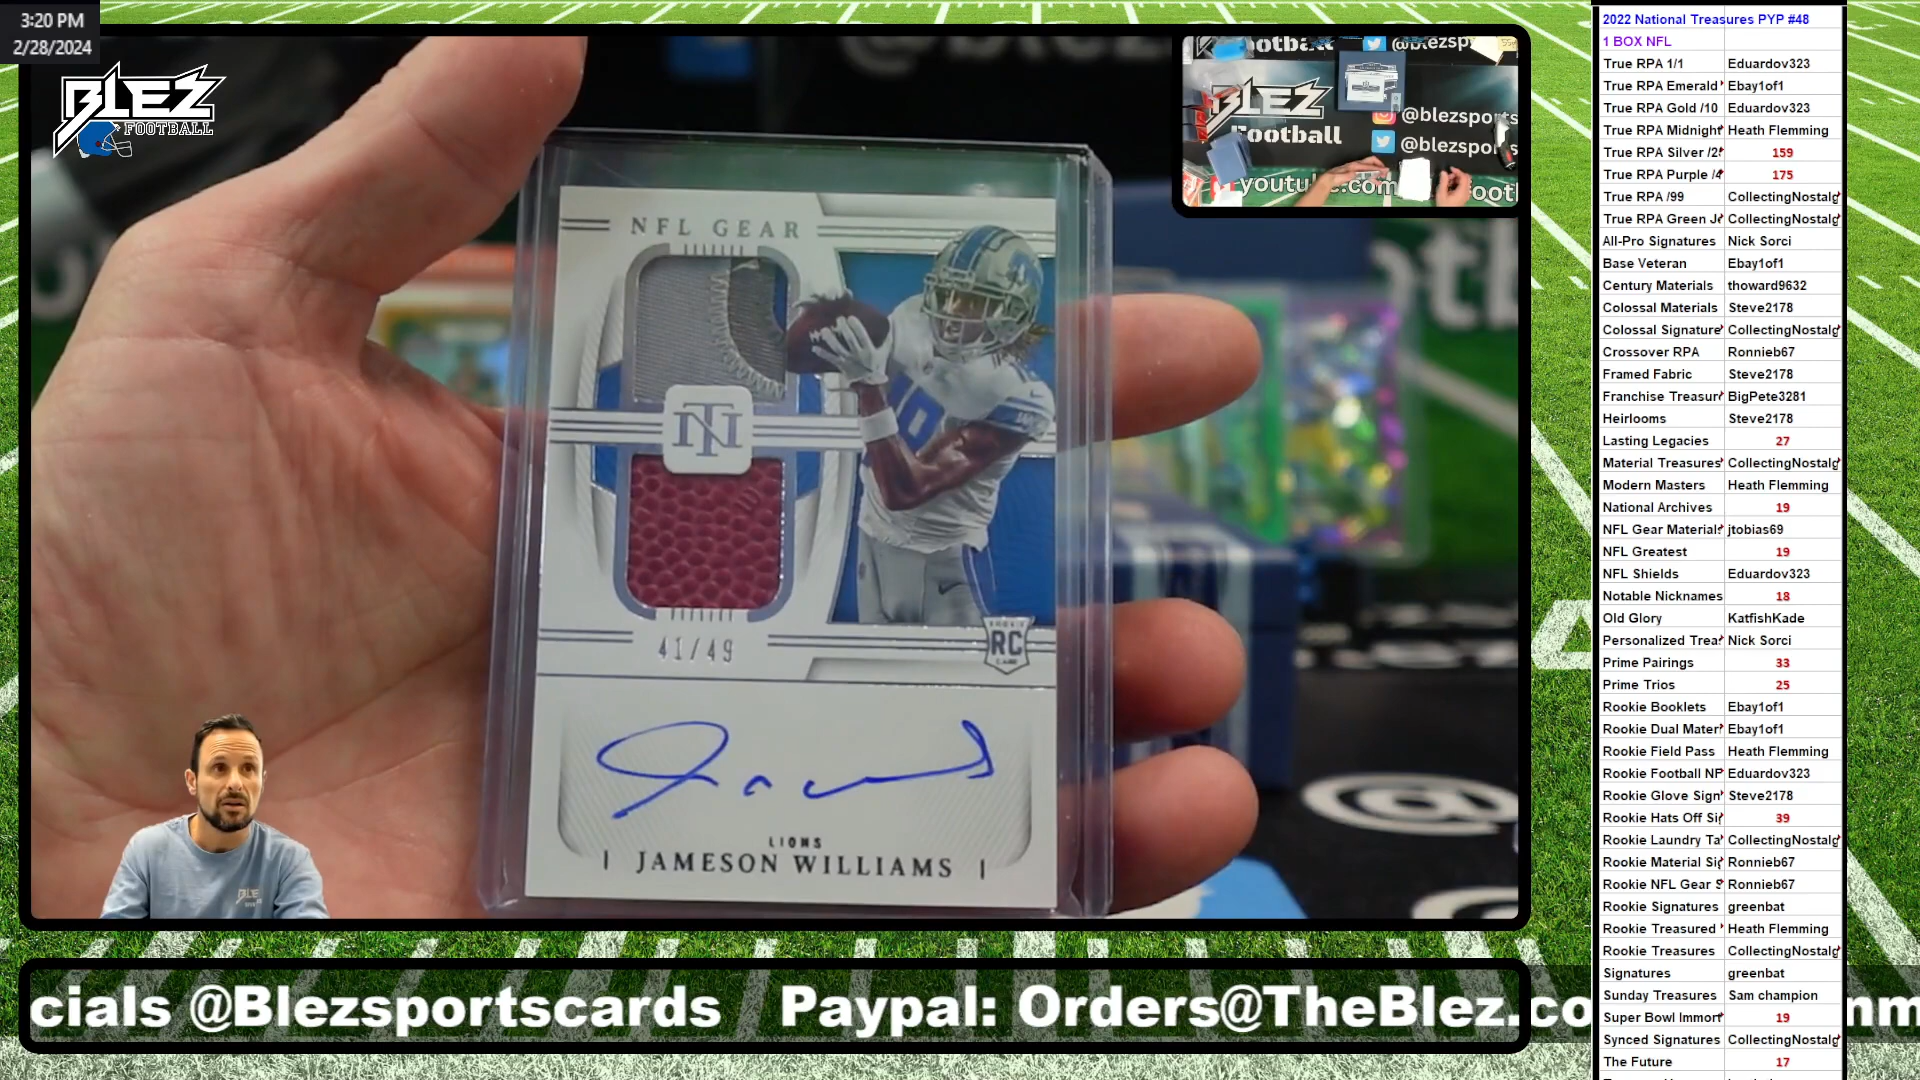 3:20 PM
2/28/2024
BLEZ
FOOTBALL
NFL GEAR
NT
41/49
ROOKIE
RC
CARD
LIONS
JAMESON WILLIAMS
BLEZ
Football
@blezsports
youtube.com
cials @Blezsportscards Paypal: Orders@TheBlez.co
2022 National Treasures PYP #48
1 BOX NFL
True RPA 1/1 Eduardov323
True RPA Emerald Ebay1of1
True RPA Gold /10 Eduardov323
True RPA Midnight Heath Flemming
True RPA Silver /2 159
True RPA Purple /4 175
True RPA /99 CollectingNostalg
True RPA Green J CollectingNostalg
All-Pro Signatures Nick Sorci
Base Veteran Ebay1of1
Century Materials thoward9632
Colossal Materials Steve2178
Colossal Signature CollectingNostalg
Crossover RPA Ronnieb67
Framed Fabric Steve2178
Franchise Treasur BigPete3281
Heirlooms Steve2178
Lasting Legacies 27
Material Treasures CollectingNostalg
Modern Masters Heath Flemming
National Archives 19
NFL Gear Materials jtobias69
NFL Greatest 19
NFL Shields Eduardov323
Notable Nicknames 18
Old Glory KatfishKade
Personalized Trea Nick Sorci
Prime Pairings 33
Prime Trios 25
Rookie Booklets Ebay1of1
Rookie Dual Mater Ebay1of1
Rookie Field Pass Heath Flemming
Rookie Football NF Eduardov323
Rookie Glove Sign Steve2178
Rookie Hats Off Si 39
Rookie Laundry Ta CollectingNostalg
Rookie Material Sig Ronnieb67
Rookie NFL Gear S Ronnieb67
Rookie Signatures greenbat
Rookie Treasured Heath Flemming
Rookie Treasures CollectingNostalg
Signatures greenbat
Sunday Treasures Sam champion
Super Bowl Immort 19
Synced Signatures CollectingNostalg
The Future 17